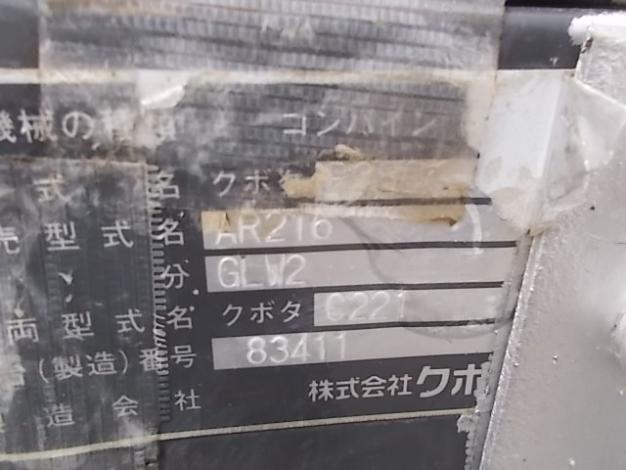 機械の種類 コンバイン
式 名 クボタ
売型式名 AR216
分 GLW2
両型式名 クボタ C221
台(製造)番号 83411
製造会社 株式会社クボ